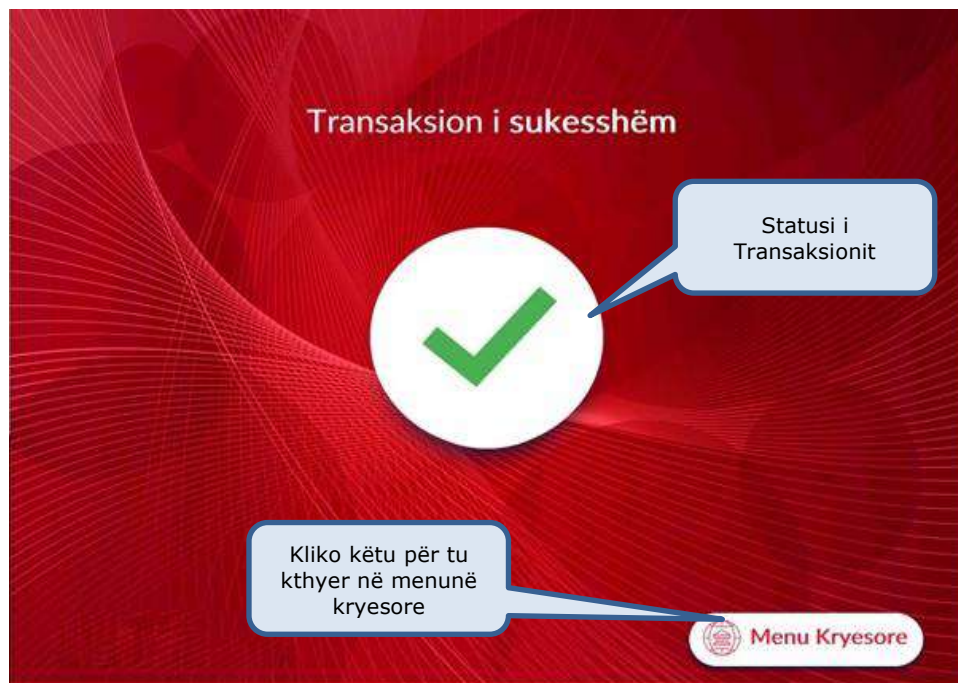 Transaksion i sukesshëm
Statusi i
Transaksionit
Kliko këtu për tu
kthyer në menunë
kryesore
Menu Kryesore